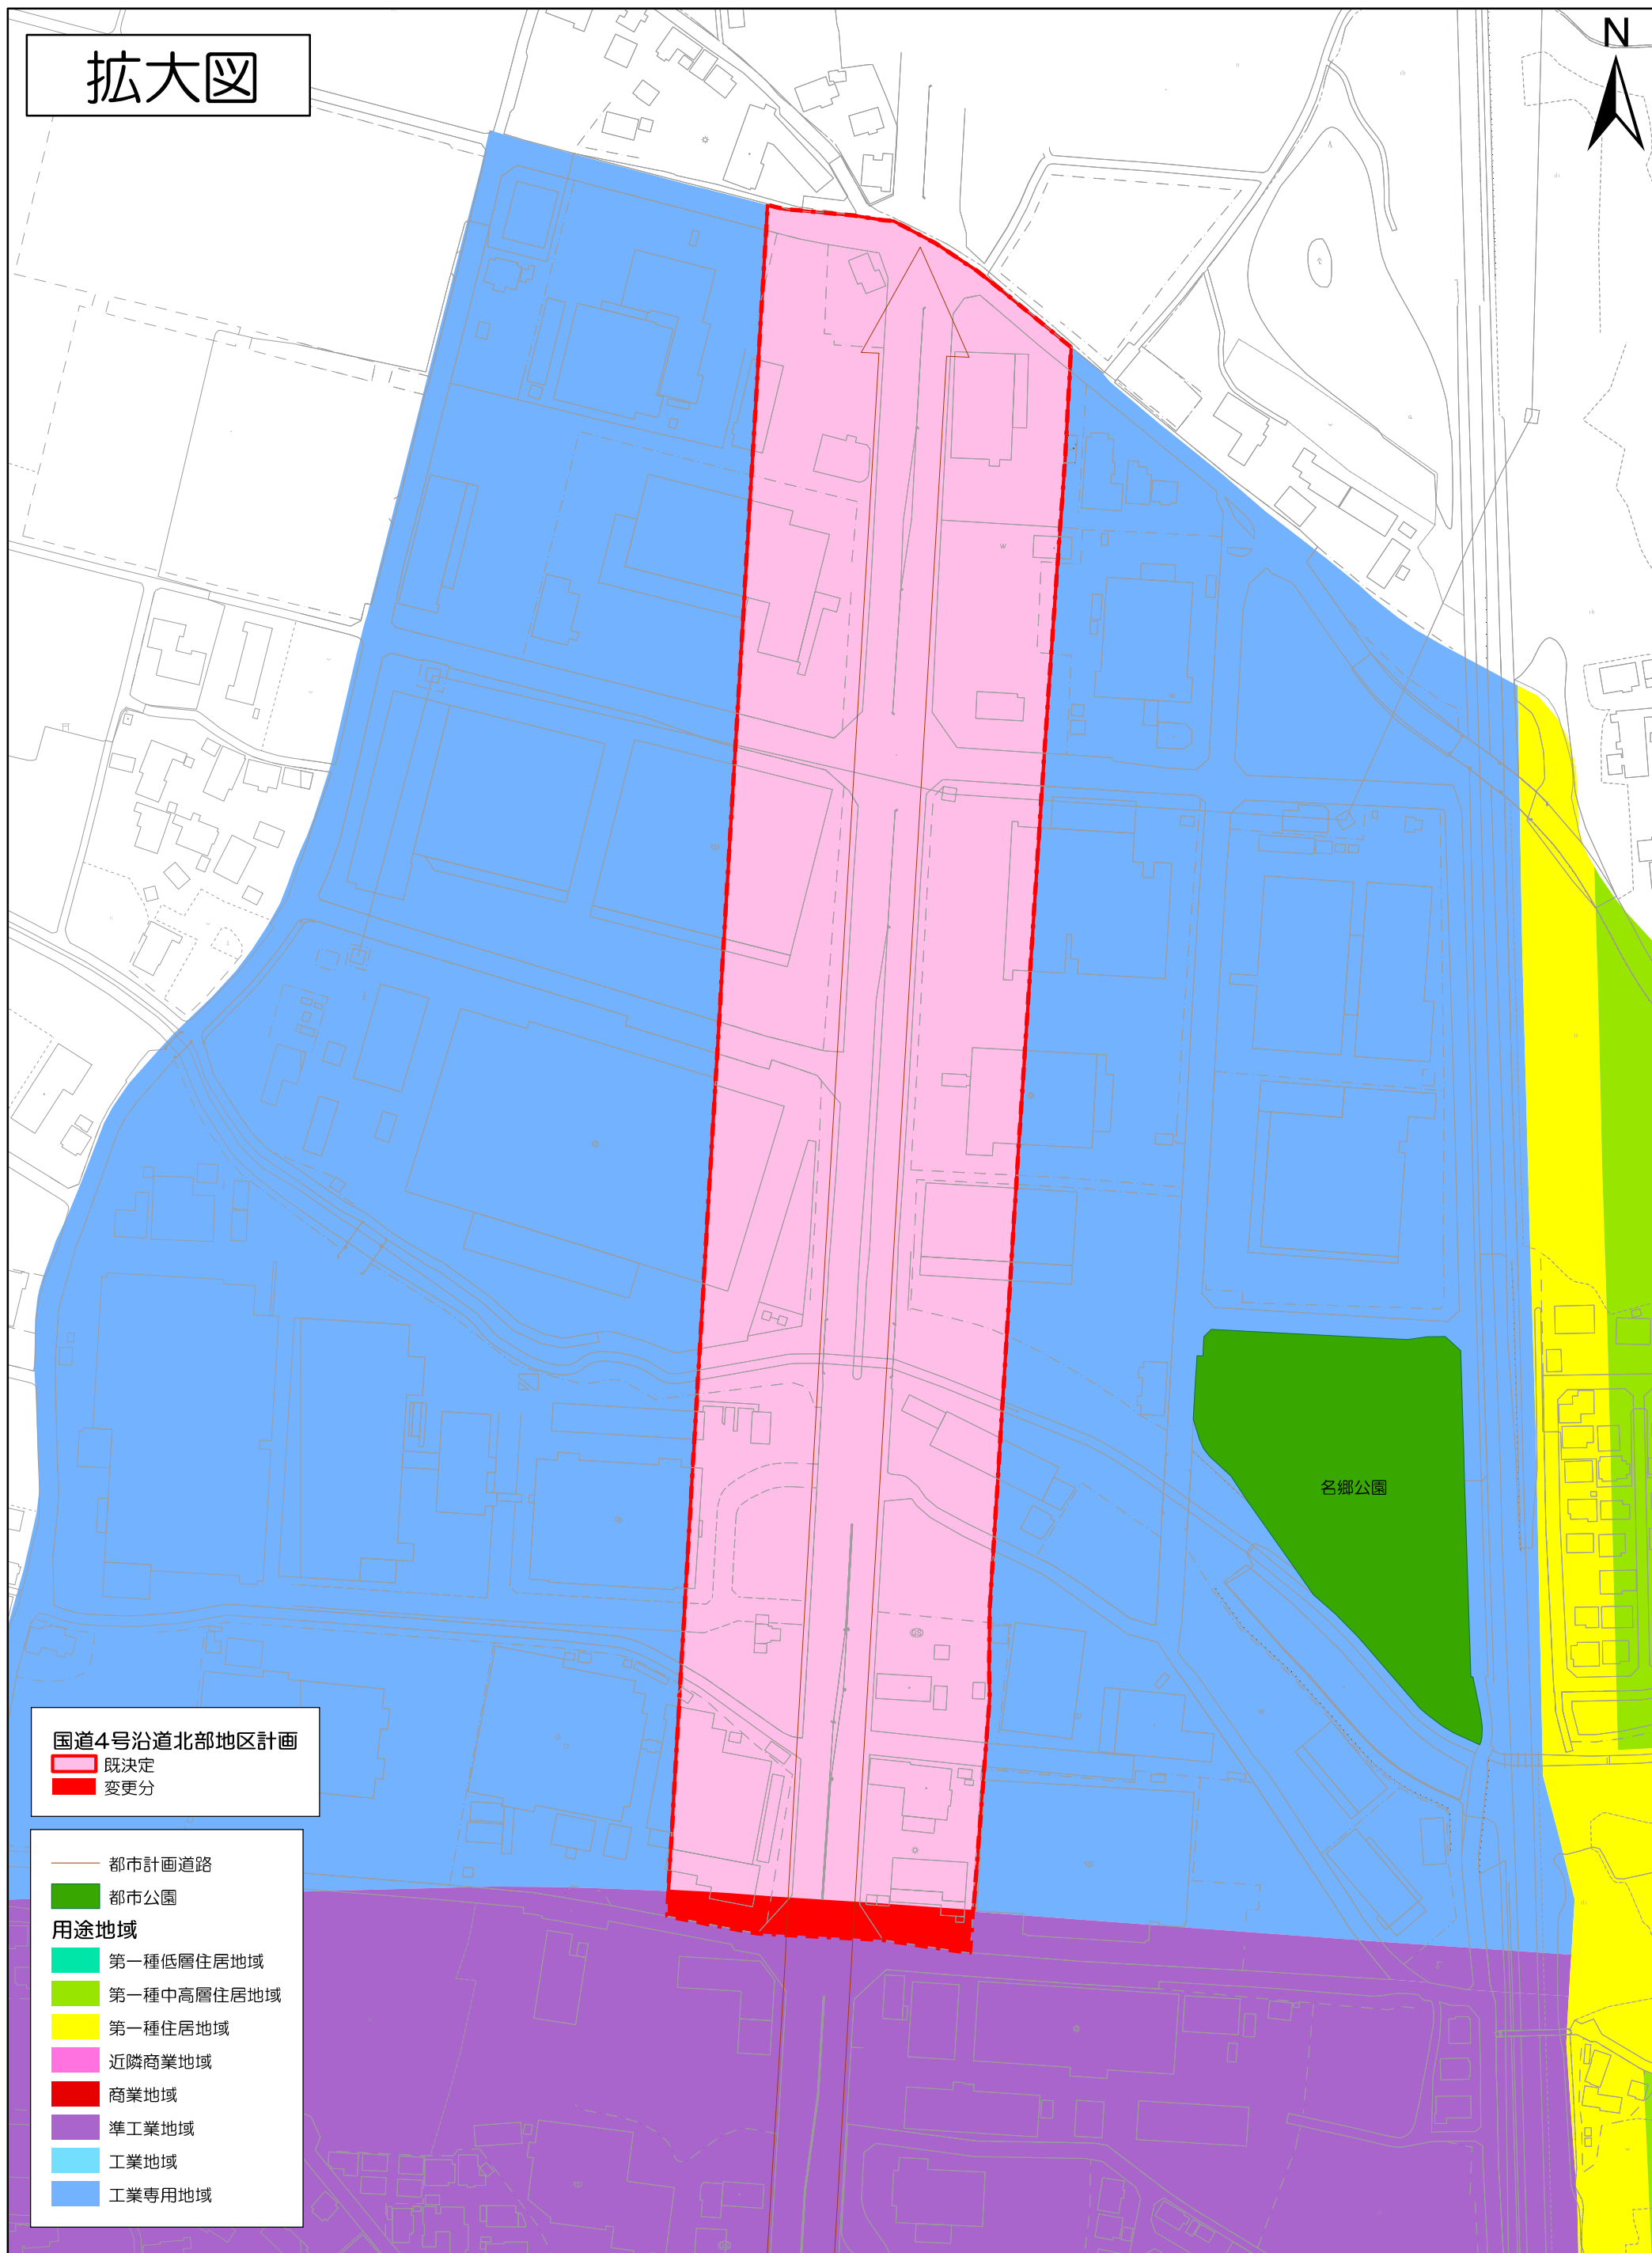 拡大図
N
名郷公園
国道4号沿道北部地区計画
既決定
変更分
都市計画道路
都市公園
用途地域
第一種低層住居地域
第一種中高層住居地域
第一種住居地域
近隣商業地域
商業地域
準工業地域
工業地域
工業専用地域